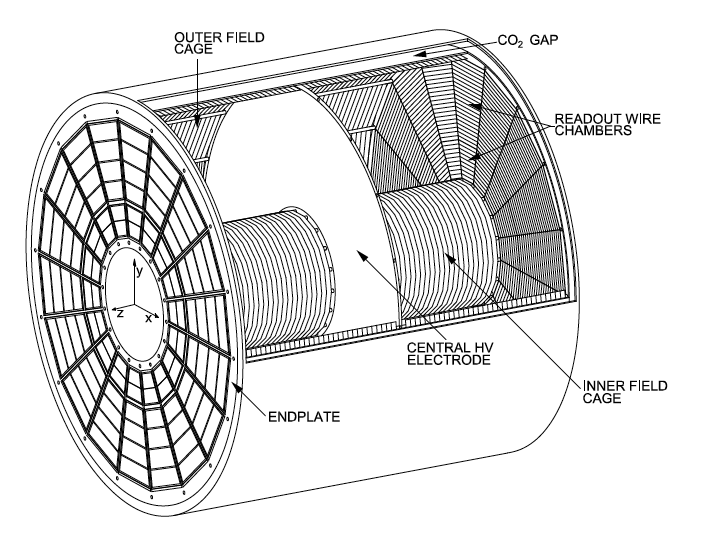 OUTER FIELD
CAGE
CO₂ GAP
READOUT WIRE
CHAMBERS
y
z
x
CENTRAL HV
ELECTRODE
INNER FIELD
CAGE
ENDPLATE